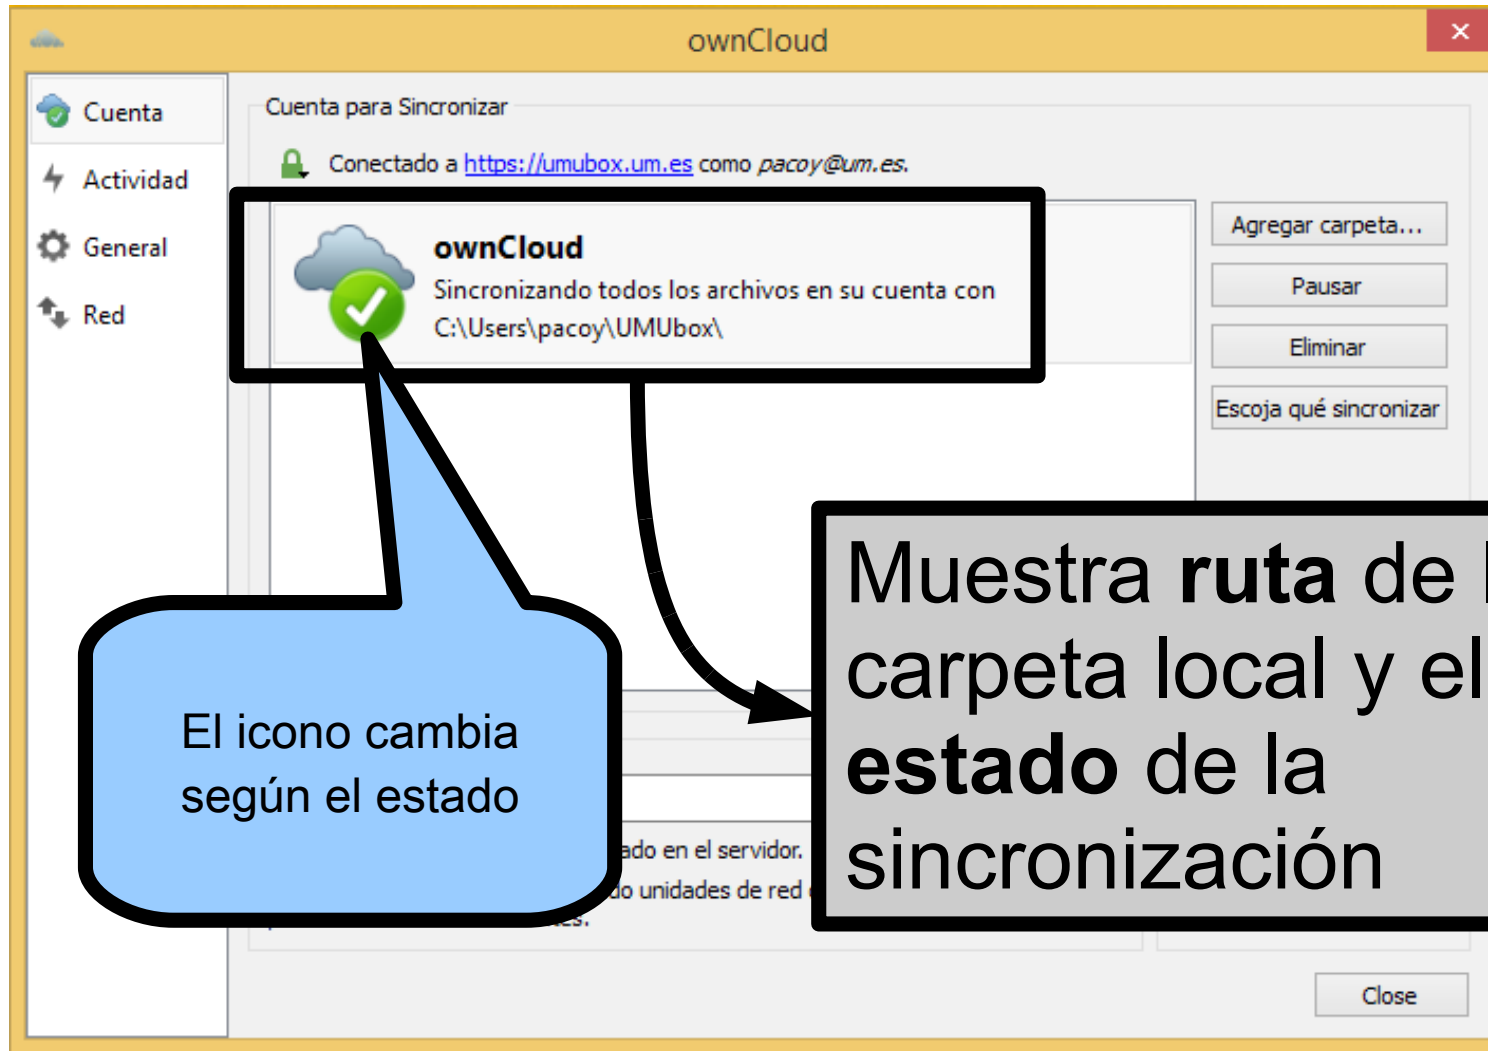 ownCloud
Cuenta
Actividad
General
Red
Cuenta para Sincronizar
Conectado a https://umubox.um.es como pacoy@um.es.
ownCloud
Sincronizando todos los archivos en su cuenta con
C:\Users\pacoy\UMUbox\
Agregar carpeta...
Pausar
Eliminar
Escoja qué sincronizar
El icono cambia
según el estado
Muestra ruta de
carpeta local y el
estado de la
sincronización
en el servidor.
unidades de red
Close